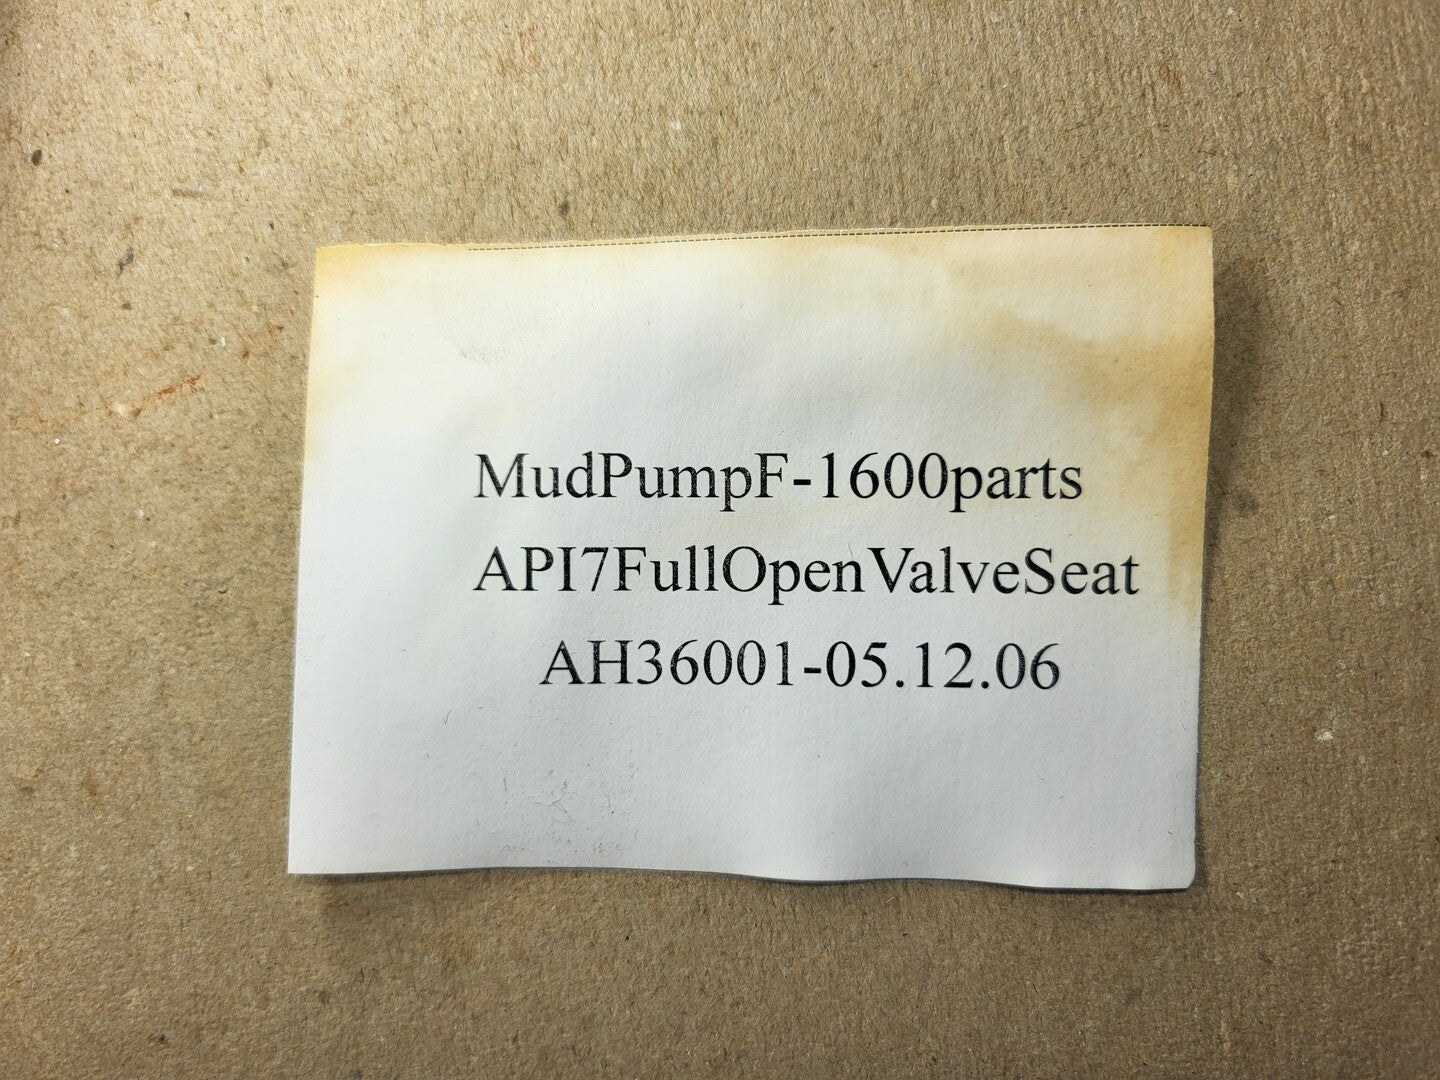 MudPumpF-1600parts
API7FullOpenValveSeat
AH36001-05.12.06